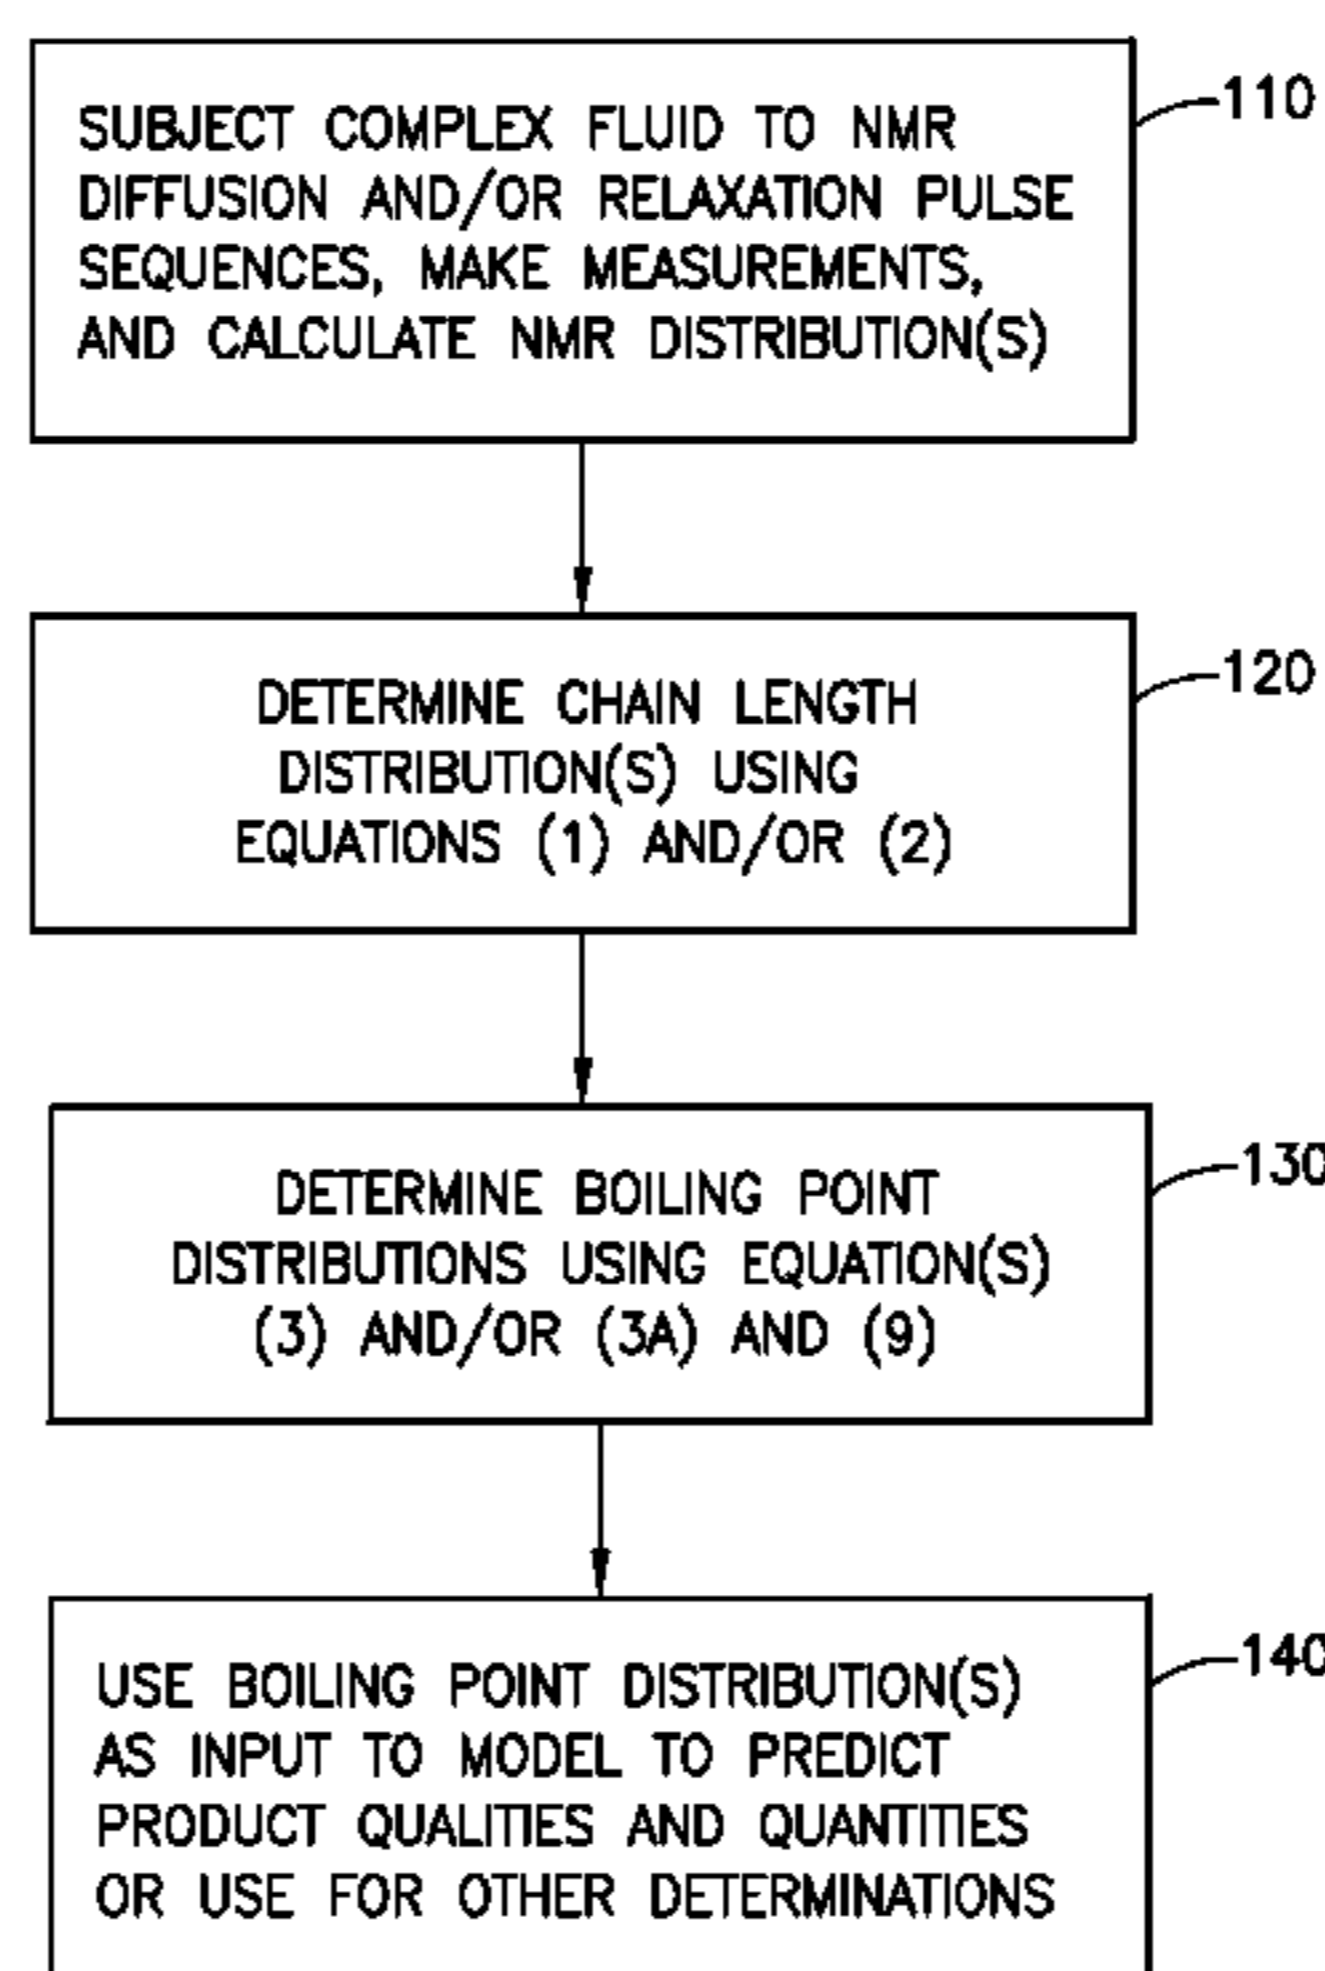 SUBJECT COMPLEX FLUID TO NMR
DIFFUSION AND/OR RELAXATION PULSE
SEQUENCES, MAKE MEASUREMENTS,
AND CALCULATE NMR DISTRIBUTION(S)
110
DETERMINE CHAIN LENGTH
DISTRIBUTION(S) USING
EQUATIONS (1) AND/OR (2)
120
DETERMINE BOILING POINT
DISTRIBUTIONS USING EQUATION(S)
(3) AND/OR (3A) AND (9)
130
USE BOILING POINT DISTRIBUTION(S)
AS INPUT TO MODEL TO PREDICT
PRODUCT QUALITIES AND QUANTITIES
OR USE FOR OTHER DETERMINATIONS
140